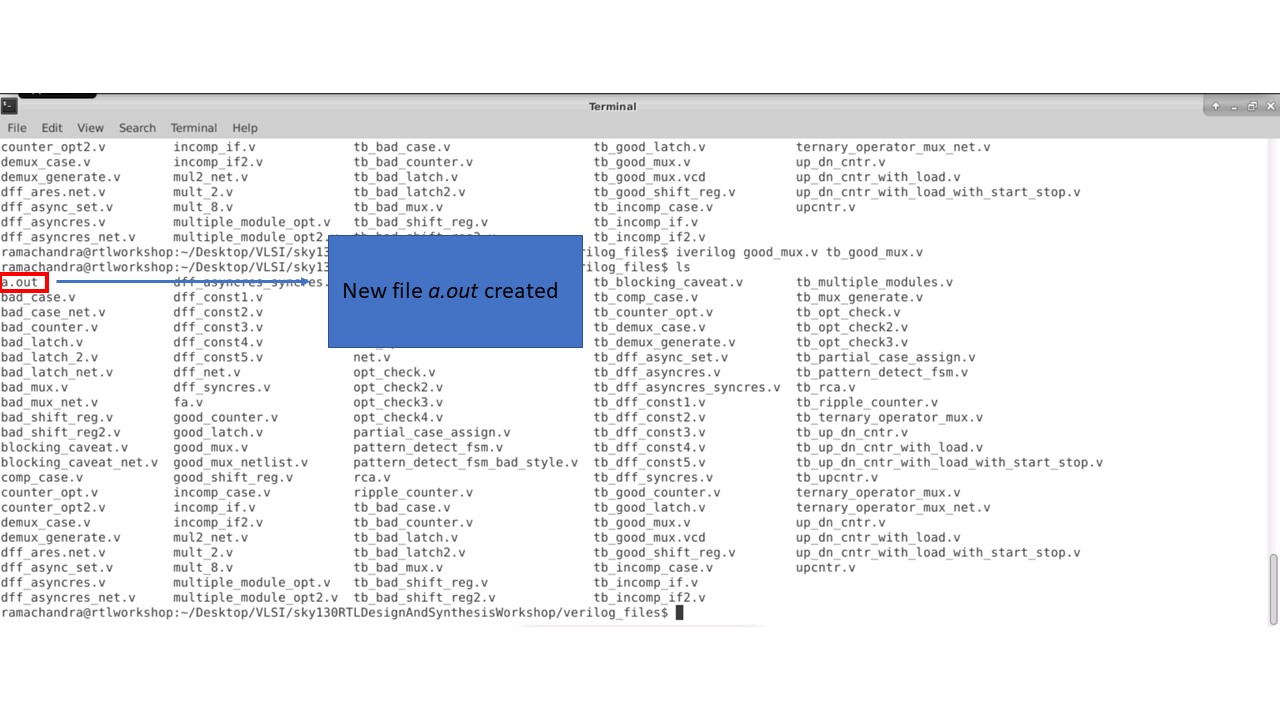 Terminal
File Edit View Search Terminal Help
counter_opt2.v incomp_if.v tb_bad_case.v tb_good_latch.v ternary_operator_mux_net.v
demux_case.v incomp_if2.v tb_bad_counter.v tb_good_mux.v up_dn_cntr.v
demux_generate.v mul2_net.v tb_bad_latch.v tb_good_mux.vcd up_dn_cntr_with_load.v
dff_ares.net.v mult_2.v tb_bad_latch2.v tb_good_shift_reg.v up_dn_cntr_with_load_with_start_stop.v
dff_async_set.v mult_8.v tb_bad_mux.v tb_incomp_case.v upcntr.v
dff_asyncres.v multiple_module_opt.v tb_bad_shift_reg.v tb_incomp_if.v
dff_asyncres_net.v multiple_module_opt2. tb_incomp_if2.v
ramachandra@rtlworkshop:~/Desktop/VLSI/sky13 rilog_files$ iverilog good_mux.v tb_good_mux.v
ramachandra@rtlworkshop:~/Desktop/VLSI/sky13 rilog_files$ ls
a.out dff_asyncres_syncres. tb_blocking_caveat.v tb_multiple_modules.v
New file a.out created
bad_case.v dff_const1.v tb_comp_case.v tb_mux_generate.v
bad_case_net.v dff_const2.v tb_counter_opt.v tb_opt_check.v
bad_counter.v dff_const3.v tb_demux_case.v tb_opt_check2.v
bad_latch.v dff_const4.v tb_demux_generate.v tb_opt_check3.v
bad_latch_2.v dff_const5.v net.v tb_dff_async_set.v tb_partial_case_assign.v
bad_latch_net.v dff_net.v opt_check.v tb_dff_asyncres.v tb_pattern_detect_fsm.v
bad_mux.v dff_syncres.v opt_check2.v tb_dff_asyncres_syncres.v tb_rca.v
bad_mux_net.v fa.v opt_check3.v tb_dff_const1.v tb_ripple_counter.v
bad_shift_reg.v good_counter.v opt_check4.v tb_dff_const2.v tb_ternary_operator_mux.v
bad_shift_reg2.v good_latch.v partial_case_assign.v tb_dff_const3.v tb_up_dn_cntr.v
blocking_caveat.v good_mux.v pattern_detect_fsm.v tb_dff_const4.v tb_up_dn_cntr_with_load.v
blocking_caveat_net.v good_mux_netlist.v pattern_detect_fsm_bad_style.v tb_dff_const5.v tb_up_dn_cntr_with_load_with_start_stop.v
comp_case.v good_shift_reg.v rca.v tb_dff_syncres.v tb_upcntr.v
counter_opt.v incomp_case.v ripple_counter.v tb_good_counter.v ternary_operator_mux.v
counter_opt2.v incomp_if.v tb_bad_case.v tb_good_latch.v ternary_operator_mux_net.v
demux_case.v incomp_if2.v tb_bad_counter.v tb_good_mux.v up_dn_cntr.v
demux_generate.v mul2_net.v tb_bad_latch.v tb_good_mux.vcd up_dn_cntr_with_load.v
dff_ares.net.v mult_2.v tb_bad_latch2.v tb_good_shift_reg.v up_dn_cntr_with_load_with_start_stop.v
dff_async_set.v mult_8.v tb_bad_mux.v tb_incomp_case.v upcntr.v
dff_asyncres.v multiple_module_opt.v tb_bad_shift_reg.v tb_incomp_if.v
dff_asyncres_net.v multiple_module_opt2.v tb_bad_shift_reg2.v tb_incomp_if2.v
ramachandra@rtlworkshop:~/Desktop/VLSI/sky130RTLDesignAndSynthesisWorkshop/verilog_files$